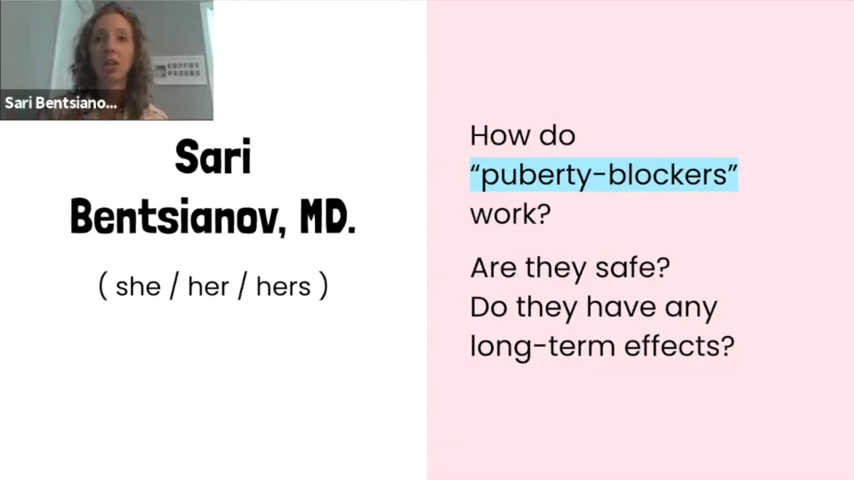 Sari Bentsiano...
Sari
Bentsianov, MD.
( she / her / hers )
How do
“puberty-blockers”
work?
Are they safe?
Do they have any
long-term effects?